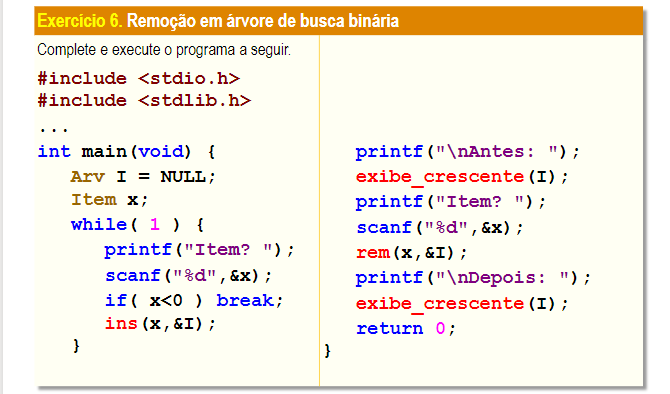 Exercício 6. Remoção em árvore de busca binária
Complete e execute o programa a seguir.
#include <stdio.h>
#include <stdlib.h>
...
int main(void) {
Arv I = NULL;
Item x;
while( 1 ) {
printf("Item? ");
scanf("%d",&x);
if( x<0 ) break;
ins(x,&I);
}
printf("\nAntes: ");
exibe_crescente(I);
printf("Item? ");
scanf("%d",&x);
rem(x,&I);
printf("\nDepois: ");
exibe_crescente(I);
return 0;
}